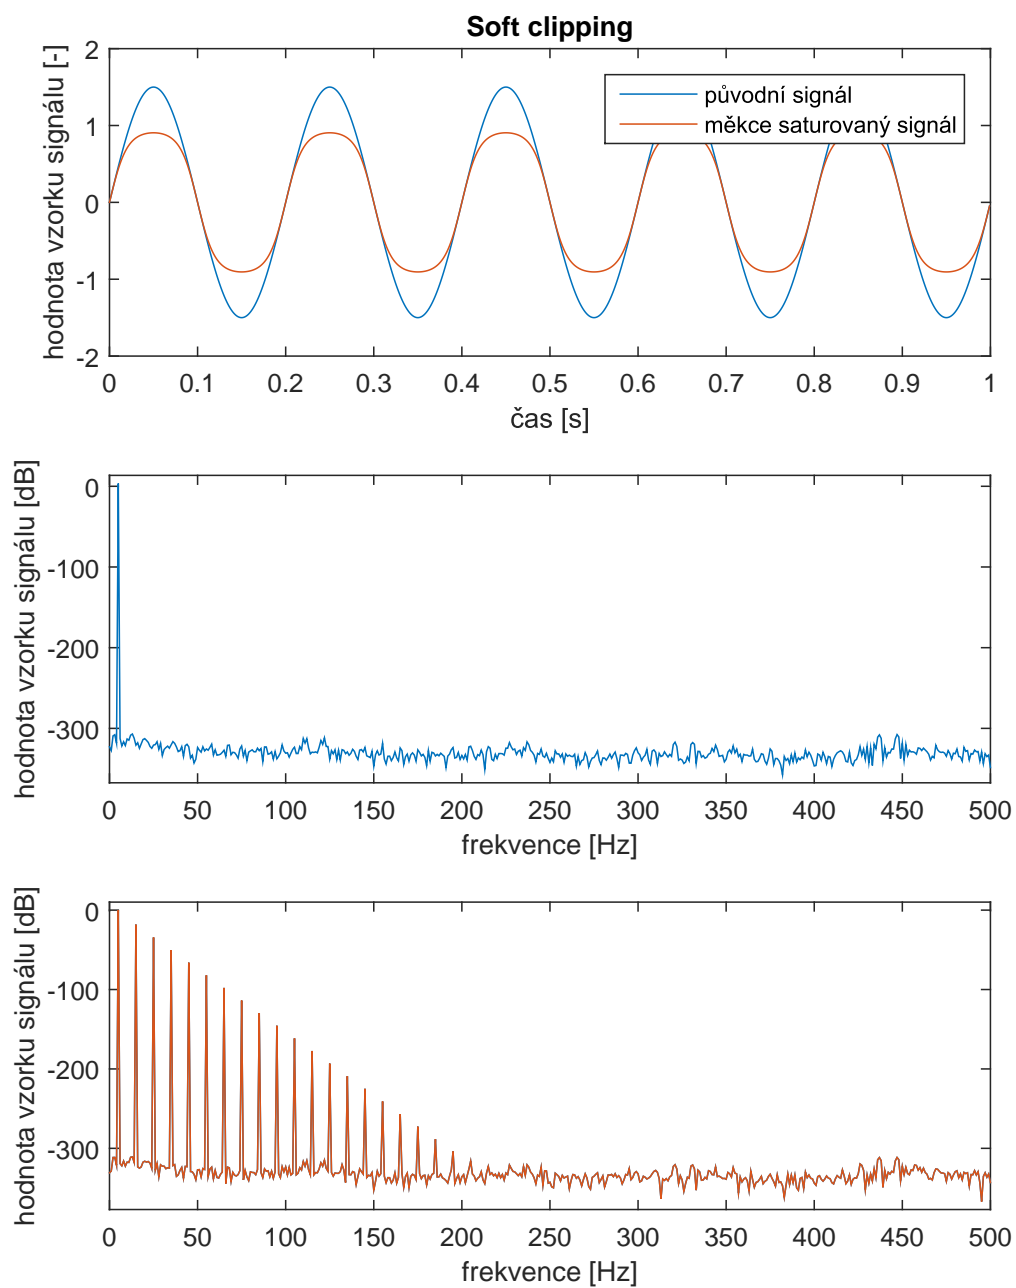 Soft clipping
hodnota vzorku signálu [-]
2
1
0
-1
-2
původní signál
měkce saturovaný signál
0 0.1 0.2 0.3 0.4 0.5 0.6 0.7 0.8 0.9 1
čas [s]
hodnota vzorku signálu [dB]
0
-100
-200
-300
0 50 100 150 200 250 300 350 400 450 500
frekvence [Hz]
hodnota vzorku signálu [dB]
0
-100
-200
-300
0 50 100 150 200 250 300 350 400 450 500
frekvence [Hz]